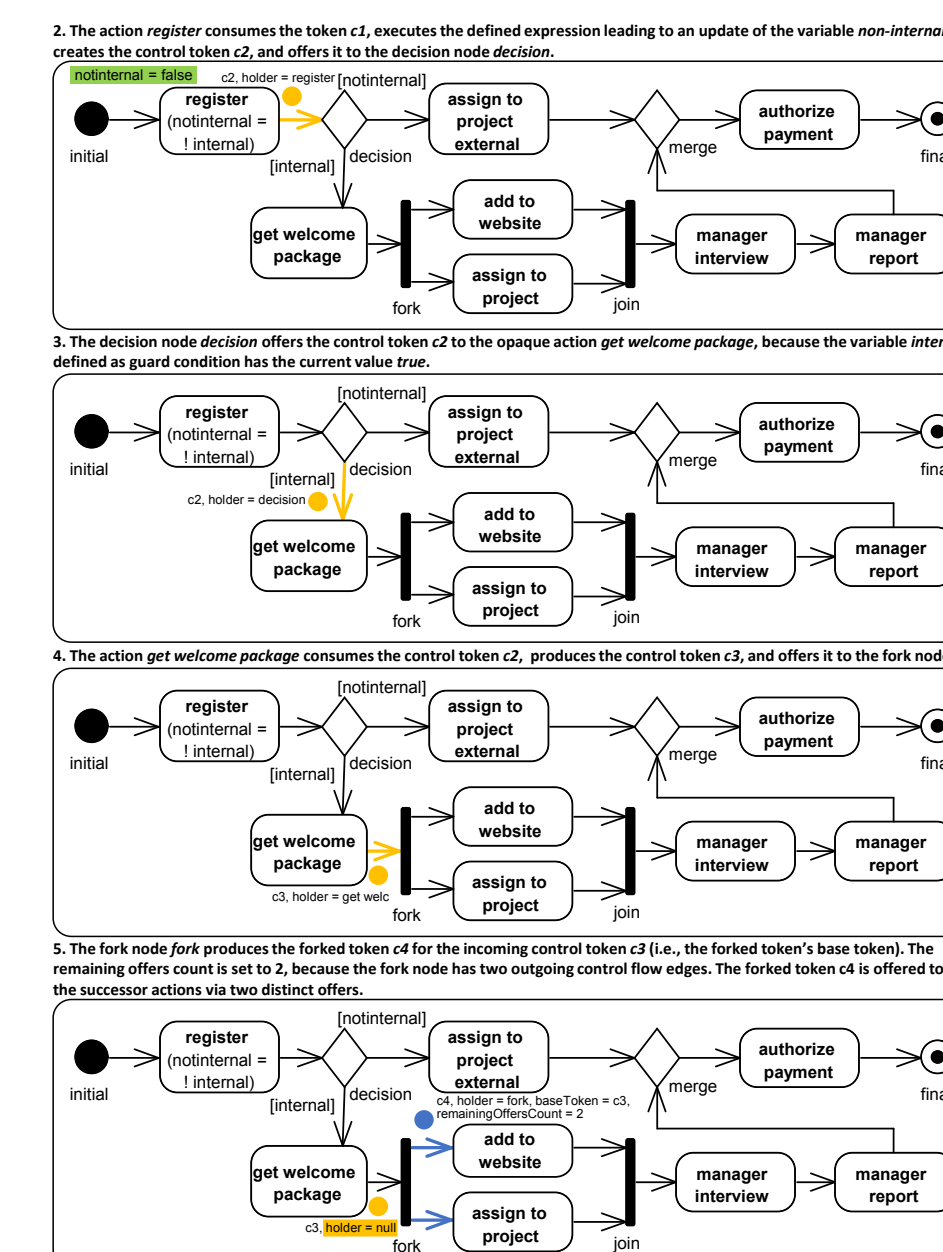 2. The action register consumes the token c1, executes the defined expression leading to an update of the variable non-internal
creates the control token c2, and offers it to the decision node decision.
notinternal = false
c2, holder = register
[notinternal]
register
(notinternal =
! internal)
assign to
project
external
authorize
payment
initial
[internal]
decision
merge
fina
get welcome
package
add to
website
assign to
project
manager
interview
manager
report
fork
join
3. The decision node decision offers the control token c2 to the opaque action get welcome package, because the variable inter
defined as guard condition has the current value true.
[notinternal]
register
(notinternal =
! internal)
assign to
project
external
authorize
payment
initial
[internal]
decision
merge
fina
c2, holder = decision
get welcome
package
add to
website
assign to
project
manager
interview
manager
report
fork
join
4. The action get welcome package consumes the control token c2, produces the control token c3, and offers it to the fork node
[notinternal]
register
(notinternal =
! internal)
assign to
project
external
authorize
payment
initial
[internal]
decision
merge
fina
get welcome
package
add to
website
assign to
project
manager
interview
manager
report
c3, holder = get welc
fork
join
5. The fork node fork produces the forked token c4 for the incoming control token c3 (i.e., the forked token's base token). The
remaining offers count is set to 2, because the fork node has two outgoing control flow edges. The forked token c4 is offered to
the successor actions via two distinct offers.
[notinternal]
register
(notinternal =
! internal)
assign to
project
external
authorize
payment
initial
[internal]
decision
merge
fina
c4, holder = fork, baseToken = c3,
remainingOffersCount = 2
get welcome
package
add to
website
assign to
project
manager
interview
manager
report
c3, holder = null
fork
join